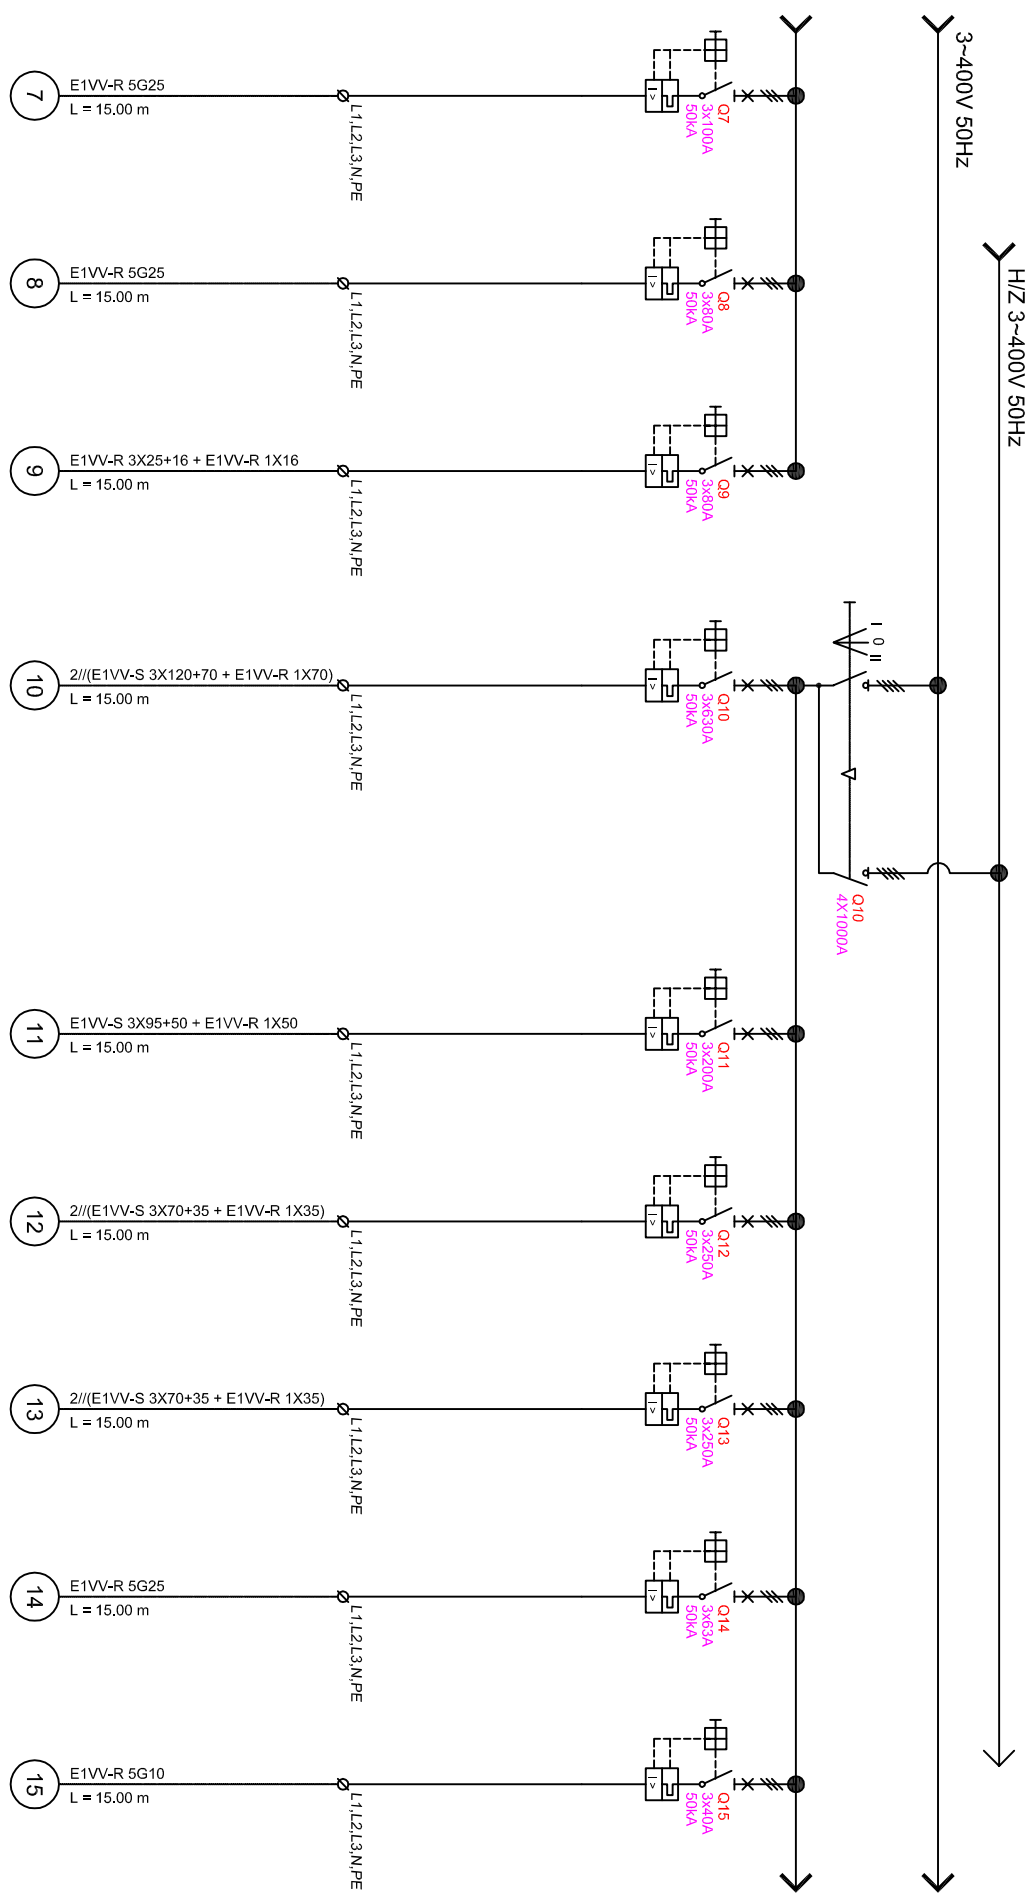 3~400V 50Hz
H/Z 3~400V 50Hz
7
E1VV-R 5G25
L = 15.00 m
L1,L2,L3,N,PE
Q7
3x100A
50kA
8
E1VV-R 5G25
L = 15.00 m
L1,L2,L3,N,PE
Q8
3x80A
50kA
9
E1VV-R 3X25+16 + E1VV-R 1X16
L = 15.00 m
L1,L2,L3,N,PE
Q9
3x80A
50kA
I
0
II
10
2//(E1VV-S 3X120+70 + E1VV-R 1X70)
L = 15.00 m
L1,L2,L3,N,PE
Q10
3x630A
50kA
Q10
4X1000A
11
E1VV-S 3X95+50 + E1VV-R 1X50
L = 15.00 m
L1,L2,L3,N,PE
Q11
3x200A
50kA
12
2//(E1VV-S 3X70+35 + E1VV-R 1X35)
L = 15.00 m
L1,L2,L3,N,PE
Q12
3x250A
50kA
13
2//(E1VV-S 3X70+35 + E1VV-R 1X35)
L = 15.00 m
L1,L2,L3,N,PE
Q13
3x250A
50kA
14
E1VV-R 5G25
L = 15.00 m
L1,L2,L3,N,PE
Q14
3x63A
50kA
15
E1VV-R 5G10
L = 15.00 m
L1,L2,L3,N,PE
Q15
3x40A
50kA